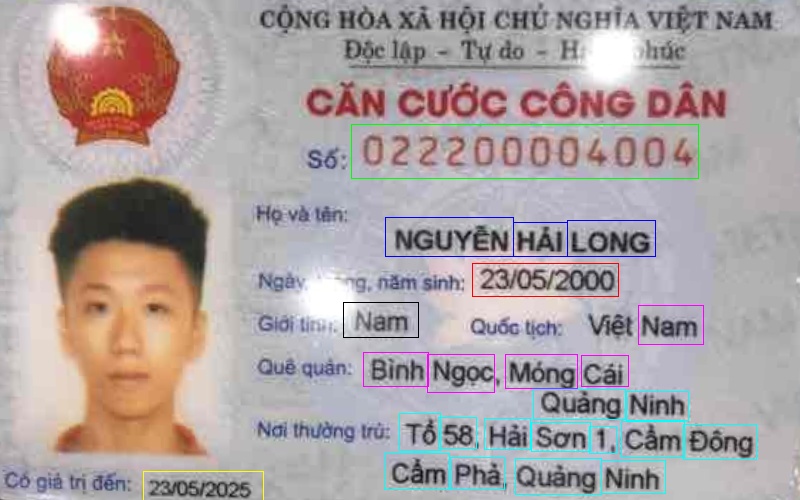 CỘNG HÒA XÃ HỘI CHỦ NGHĨA VIỆT NAM
Độc lập - Tự do - phúc
CĂN CƯỚC CÔNG DÂN
Số: 022200004004
Họ và tên:
NGUYỄN HẢI LONG
Ngày, năm sinh: 23/05/2000
Giới tính: Nam Quốc tịch: Việt Nam
Quê quán: Bình Ngọc, Móng Cái
Quảng Ninh
Nơi thường trú: Tổ 58, Hải Sơn 1, Cẩm Đông
Cẩm Phả, Quảng Ninh
Có giá trị đến: 23/05/2025